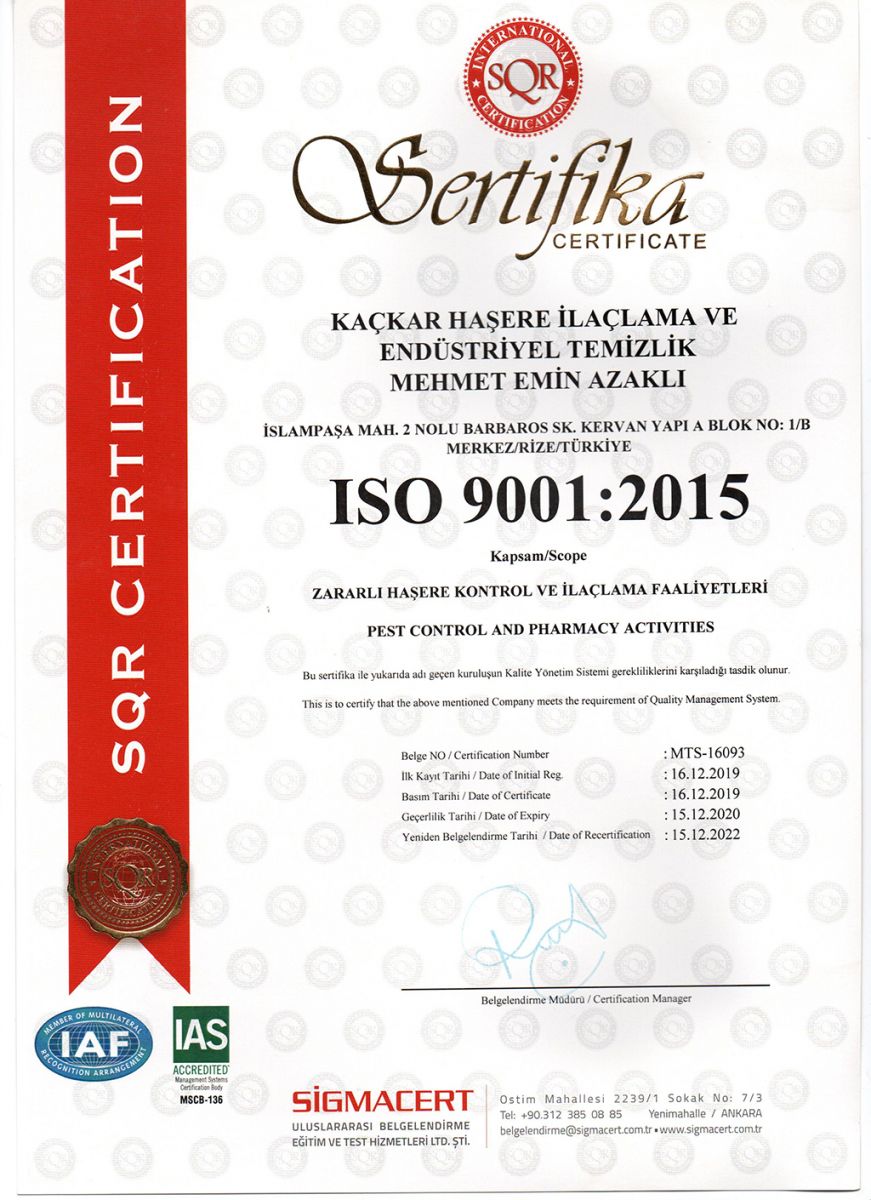 SQR CERTIFICATION
INTERNATIONAL
SQR
CERTIFICATION
Sertifika
CERTIFICATE
KAÇKAR HAŞERE İLAÇLAMA VE
ENDÜSTRİYEL TEMİZLİK
MEHMET EMİN AZAKLI
İSLAMPAŞA MAH. 2 NOLU BARBAROS SK. KERVAN YAPI A BLOK NO: 1/B
MERKEZ/RİZE/TÜRKİYE
ISO 9001:2015
Kapsam/Scope
ZARARLI HAŞERE KONTROL VE İLAÇLAMA FAALİYETLERİ
PEST CONTROL AND PHARMACY ACTIVITIES
Bu sertifika ile yukarıda adı geçen kuruluşun Kalite Yönetim Sistemi gerekliliklerini karşıladığı tasdik olunur.
This is to certify that the above mentioned Company meets the requirement of Quality Management System.
Belge NO / Certification Number : MTS-16093
İlk Kayıt Tarihi / Date of Initial Reg. : 16.12.2019
Basım Tarihi / Date of Certificate : 16.12.2019
Geçerlilik Tarihi / Date of Expiry : 15.12.2020
Yeniden Belgelendirme Tarihi / Date of Recertification : 15.12.2022
INTERNATIONAL
SQR
CERTIFICATION
Belgelendirme Müdürü / Certification Manager
MEMBER OF MULTILATERAL
IAF
RECOGNITION ARRANGEMENT
IAS
ACCREDITED
Management Systems
Certification Body
MSCB-136
SİGMACERT
ULUSLARARASI BELGELENDİRME
EĞİTİM VE TEST HİZMETLERİ LTD. ŞTİ.
Ostim Mahallesi 2239/1 Sokak No: 7/3
Tel: +90.312 385 08 85 Yenimahalle / ANKARA
belgelendirme@sigmacert.com.tr ▪ www.sigmacert.com.tr